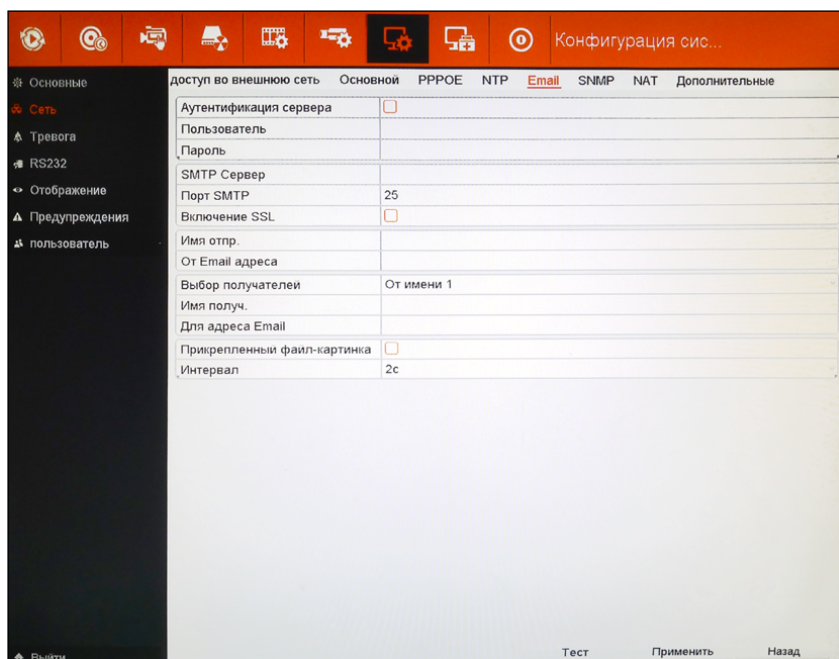 Конфигурация сис...
Основные
Сеть
Тревога
RS232
Отображение
Предупреждения
пользователь
Выйти
доступ во внешнюю сеть Основной PPPOE NTP Email SNMP NAT Дополнительные
Аутентификация сервера
Пользователь
Пароль
SMTP Сервер
Порт SMTP 25
Включение SSL
Имя отпр.
От Email адреса
Выбор получателей От имени 1
Имя получ.
Для адреса Email
Прикрепленный файл-картинка
Интервал 2с
Тест Применить Назад